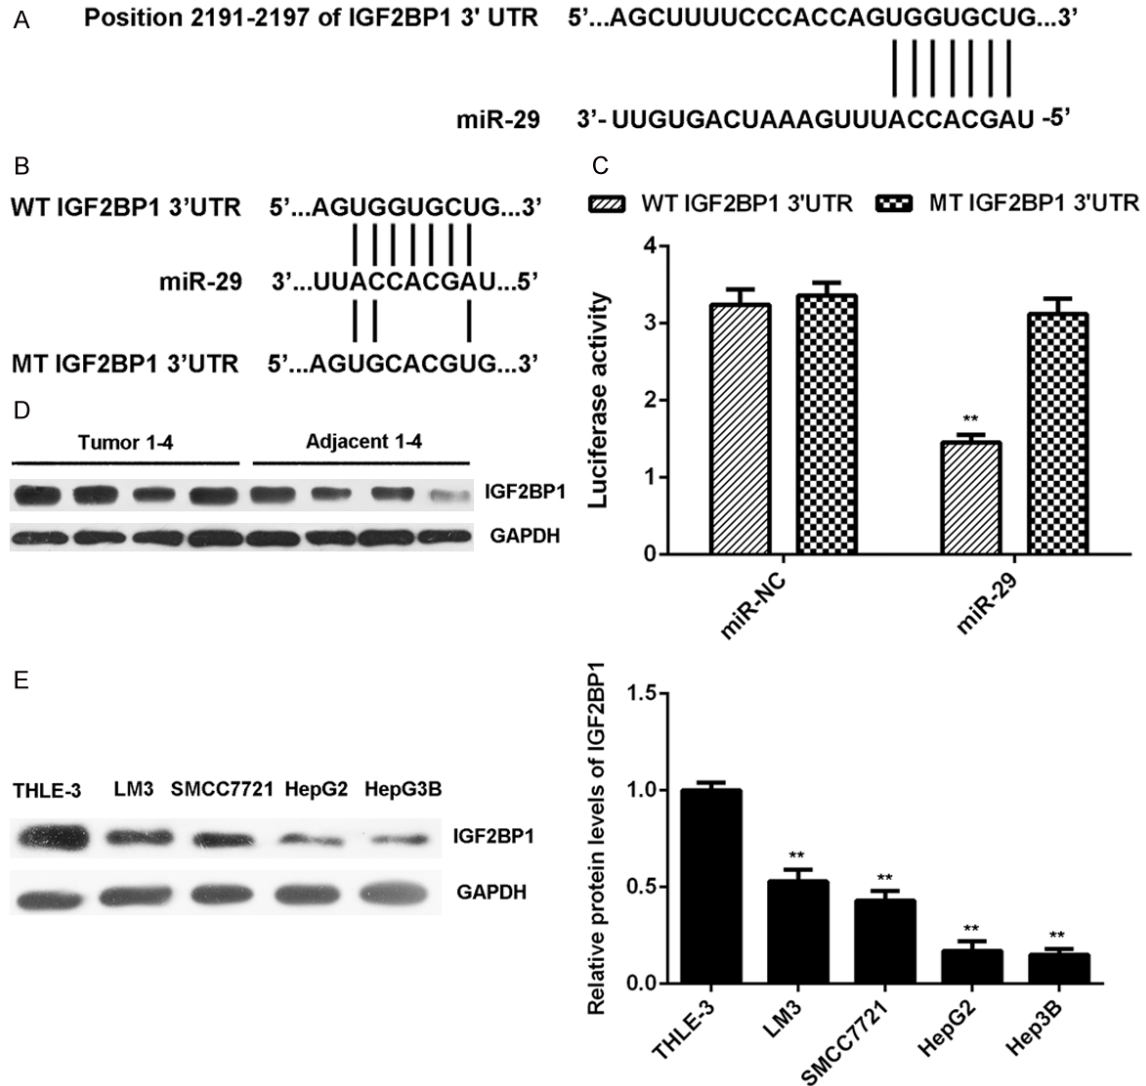 A
Position 2191-2197 of IGF2BP1 3' UTR 5'...AGCUUUUCCCACCAGUGGUGCUG...3'
miR-29 3'- UUGUGACUAAAGUUUACCACGAU -5'
B
WT IGF2BP1 3'UTR 5'...AGUGGUGCUG...3'
miR-29 3'...UUACCACGAU...5'
MT IGF2BP1 3'UTR 5'...AGUGCACGUG...3'
C
WT IGF2BP1 3'UTR MT IGF2BP1 3'UTR
Luciferase activity
4
3
2
1
0
**
miR-NC
miR-29
D
Tumor 1-4 Adjacent 1-4
IGF2BP1
GAPDH
E
THLE-3 LM3 SMCC7721 HepG2 HepG3B
IGF2BP1
GAPDH
Relative protein levels of IGF2BP1
1.5
1.0
0.5
0.0
** ** ** **
THLE-3
LM3
SMCC7721
HepG2
Hep3B